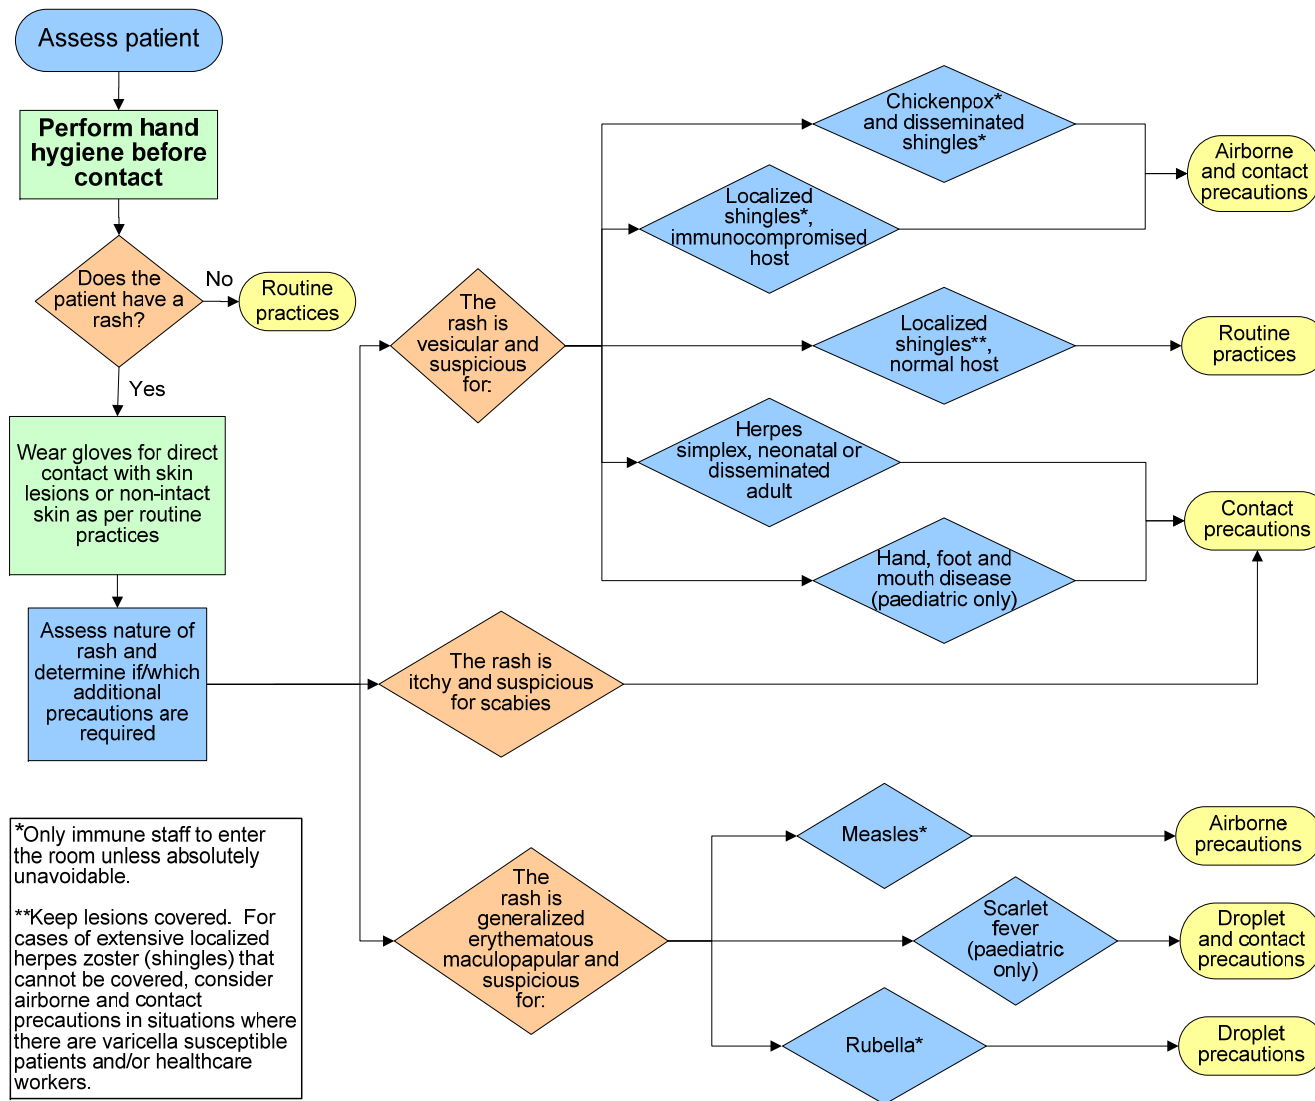 Assess patient
Perform hand
hygiene before
contact
Does the
patient have a
rash?
No
Routine
practices
Yes
Wear gloves for direct
contact with skin
lesions or non-intact
skin as per routine
practices
Assess nature of
rash and
determine if/which
additional
precautions are
required
The
rash is
vesicular and
suspicious
for:
Chickenpox*
and disseminated
shingles*
Localized
shingles*,
immunocompromised
host
Airborne
and contact
precautions
Localized
shingles**,
normal host
Routine
practices
Herpes
simplex, neonatal or
disseminated
adult
Hand, foot and
mouth disease
(paediatric only)
Contact
precautions
The rash is
itchy and suspicious
for scabies
The
rash is
generalized
erythematous
maculopapular and
suspicious
for:
Measles*
Airborne
precautions
Scarlet
fever
(paediatric
only)
Droplet
and contact
precautions
Rubella*
Droplet
precautions
*Only immune staff to enter
the room unless absolutely
unavoidable.
**Keep lesions covered.  For
cases of extensive localized
herpes zoster (shingles) that
cannot be covered, consider
airborne and contact
precautions in situations where
there are varicella susceptible
patients and/or healthcare
workers.